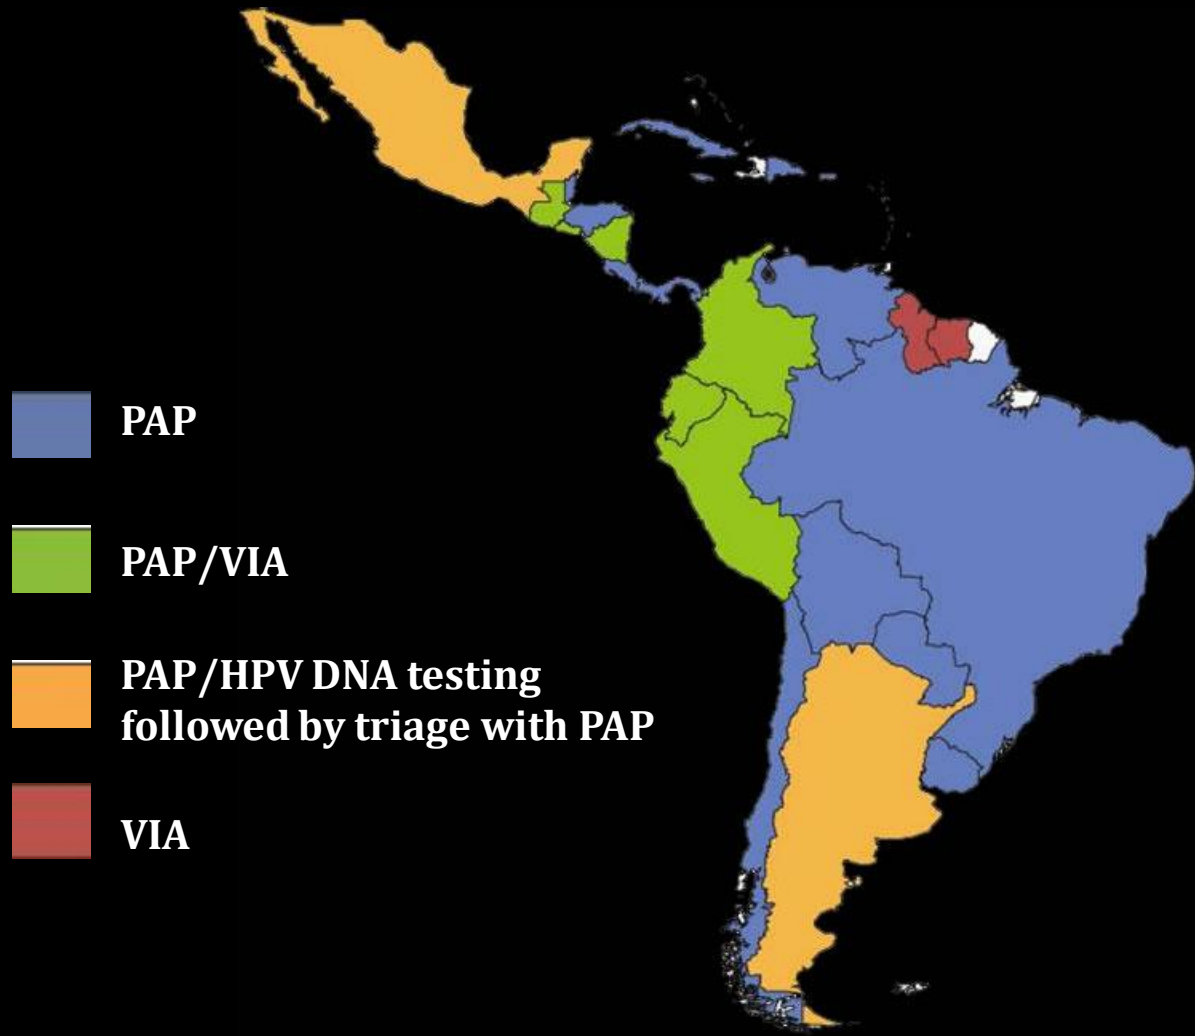 PAP
PAP/VIA
PAP/HPV DNA testing
followed by triage with PAP
VIA